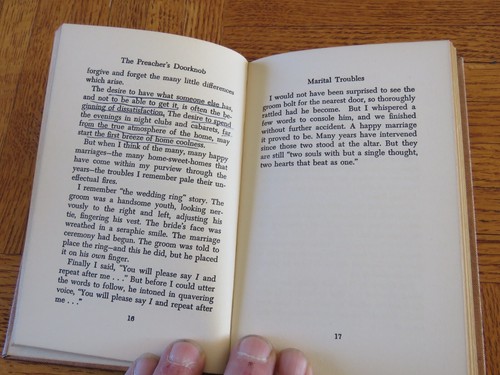 The Preacher's Doorknob
forgive and forget the many little differences
which arise.
The desire to have what someone else has,
and not to be able to get it, is often the be-
ginning of dissatisfaction. The desire to spend
the evenings in night clubs and cabarets, far
from the true atmosphere of the home, may
start the first breeze of home coolness.
But when I think of the many, many happy
marriages—the many home-sweet-homes that
have come within my purview through the
years—the troubles I remember pale their un-
effectual fires.
I remember "the wedding ring" story. The
groom was a handsome youth, looking ner-
vously to the right and left, adjusting his
tie, fingering his vest. The bride's face was
wreathed in a seraphic smile. The marriage
ceremony had begun. The groom was told to
place the ring—and this he did, but he placed
it on his own finger.
Finally I said, "You will please say I and
repeat after me . . ." But before I could utter
the words to follow, he intoned in quavering
voice, "You will please say I and repeat after
me . . ."
16
Marital Troubles
I would not have been surprised to see the
groom bolt for the nearest door, so thoroughly
rattled had he become. But I whispered a
few words to console him, and we finished
without further accident. A happy marriage
it proved to be. Many years have intervened
since those two stood at the altar. But they
are still "two souls with but a single thought,
two hearts that beat as one."
17